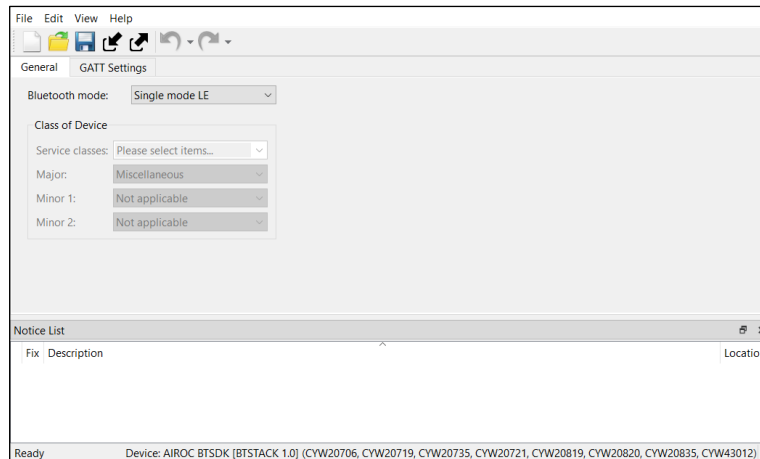 File Edit View Help
General GATT Settings
Bluetooth mode: Single mode LE
Class of Device
Service classes: Please select items...
Major: Miscellaneous
Minor 1: Not applicable
Minor 2: Not applicable
Notice List
Fix Description Locatio
Ready Device: AIROC BTSDK [BTSTACK 1.0] (CYW20706, CYW20719, CYW20735, CYW20721, CYW20819, CYW20820, CYW20835, CYW43012)